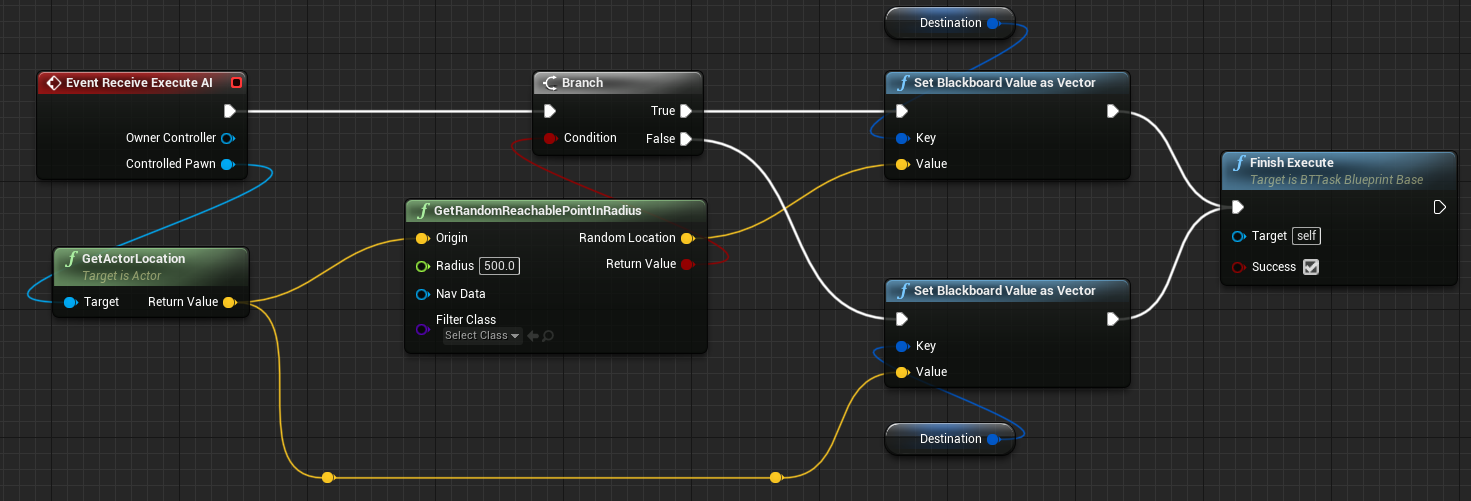 Destination
Event Receive Execute AI
Owner Controller
Controlled Pawn
Branch
True
Condition
False
Set Blackboard Value as Vector
Key
Value
Finish Execute
Target is BTTask Blueprint Base
Target self
Success
GetRandomReachablePointInRadius
Origin
Random Location
Radius 500.0
Return Value
Nav Data
Filter Class
Select Class
GetActorLocation
Target is Actor
Target
Return Value
Set Blackboard Value as Vector
Key
Value
Destination